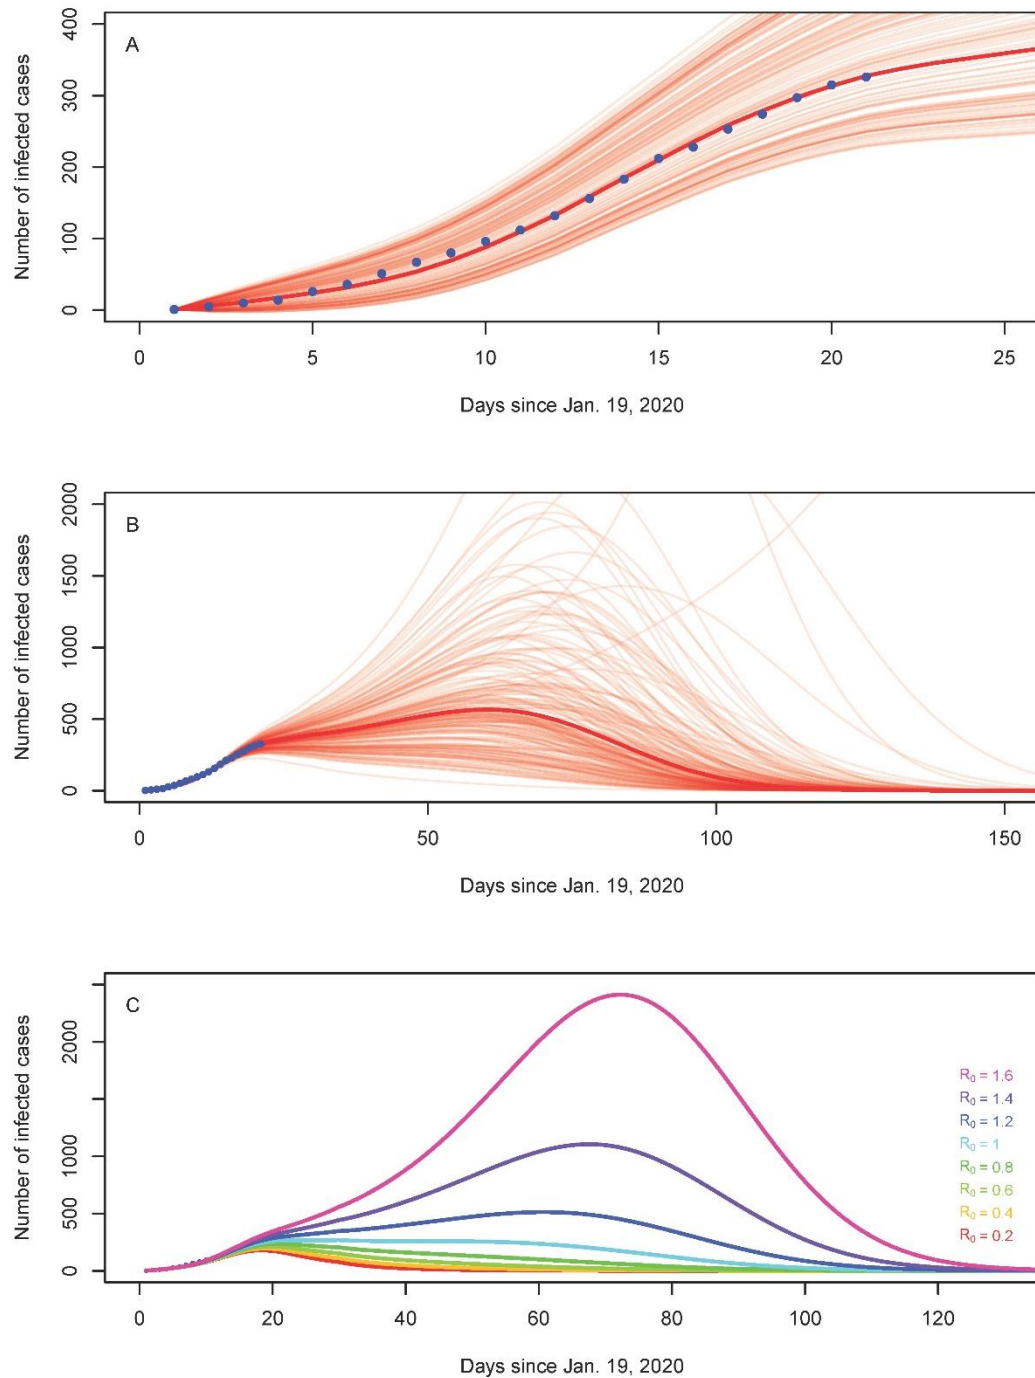 A
400
300
200
100
0
Number of infected cases
0 5 10 15 20 25
Days since Jan. 19, 2020
B
2000
1500
1000
500
0
Number of infected cases
0 50 100 150
Days since Jan. 19, 2020
C
2000
1000
500
0
Number of infected cases
R₀ = 1.6
R₀ = 1.4
R₀ = 1.2
R₀ = 1
R₀ = 0.8
R₀ = 0.6
R₀ = 0.4
R₀ = 0.2
0 20 40 60 80 100 120
Days since Jan. 19, 2020